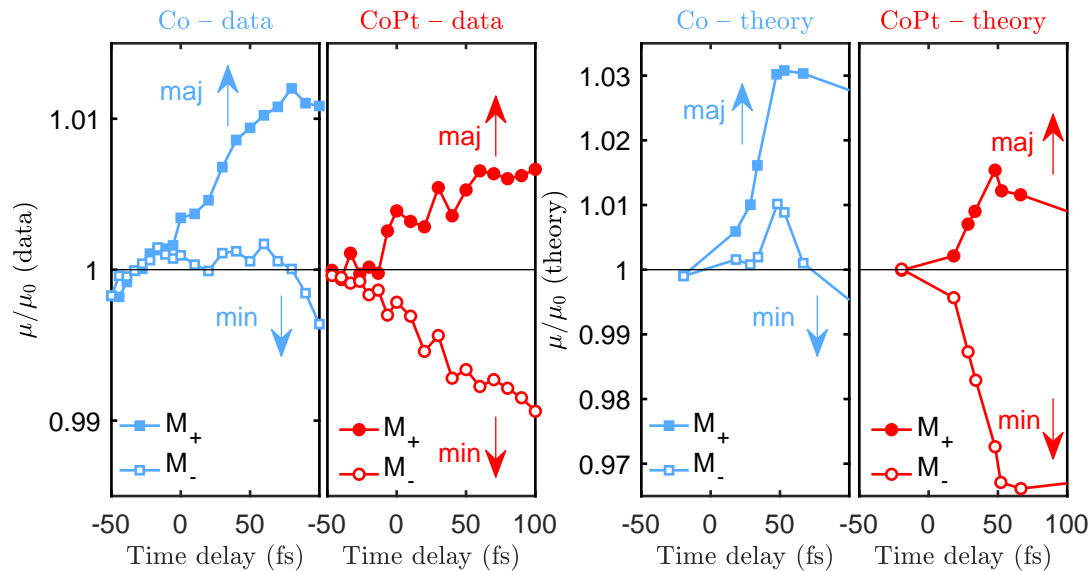 Co – data
CoPt – data
Co – theory
CoPt – theory
μ/μ₀ (data)
1.01
1
0.99
maj
min
M₊
M₋
-50
0
50
Time delay (fs)
maj
min
M₊
M₋
-50
0
50
100
Time delay (fs)
μ/μ₀ (theory)
1.03
1.02
1.01
1
0.99
0.98
0.97
maj
min
M₊
M₋
-50
0
50
Time delay (fs)
maj
min
M₊
M₋
-50
0
50
100
Time delay (fs)